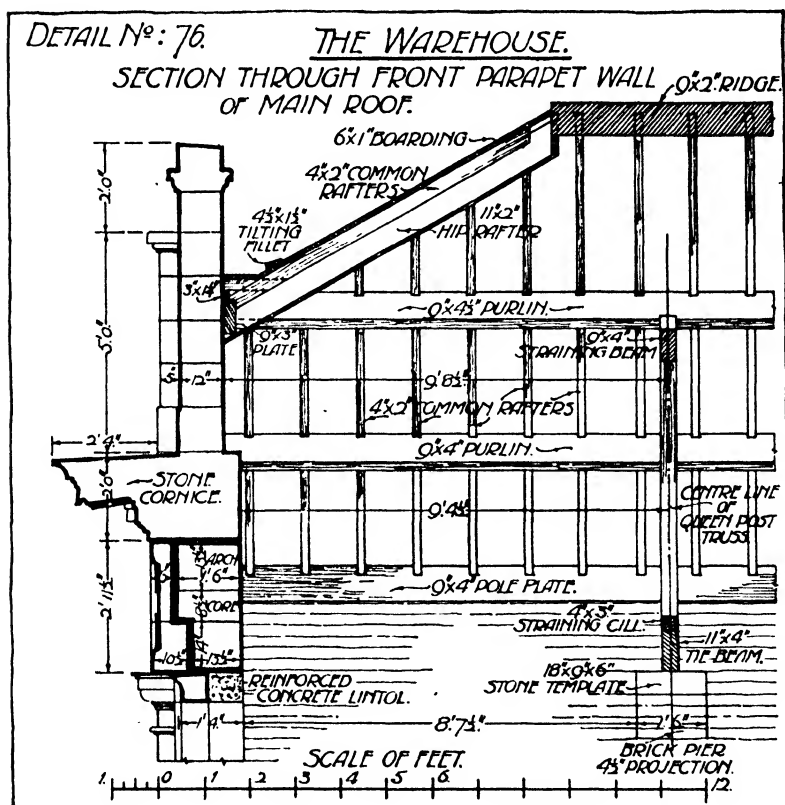 DETAIL Nº: 76.
THE WAREHOUSE.
SECTION THROUGH FRONT PARAPET WALL
OF MAIN ROOF.
9"x2" RIDGE.
6"x1" BOARDING
4"x2" COMMON
RAFTERS
11"x2"
HIP RAFTER
4½"x1½"
TILTING
FILLET
2'.0"
9"x4½" PURLIN.
9"x3"
PLATE
9"x4"
STRAINING BEAM
5'.0"
12"
9'.8½"
4"x2" COMMON RAFTERS
2'.4"
9"x4" PURLIN.
STONE
CORNICE.
2'.0"
CENTRE LINE
OF
QUEEN POST
TRUSS.
9'.4½"
ARCH
1'.6"
CORE
2'.11½"
9"x4" POLE PLATE.
4"x3"
STRAINING CILL.
11"x4"
TIE-BEAM.
10½"
13½"
18"x9"x6"
STONE TEMPLATE
REINFORCED
CONCRETE LINTOL.
1'.4"
8'.7½"
1'.6"
BRICK PIER
4½" PROJECTION.
SCALE OF FEET.
1. 0 1 2 3 4 5 6. 12.